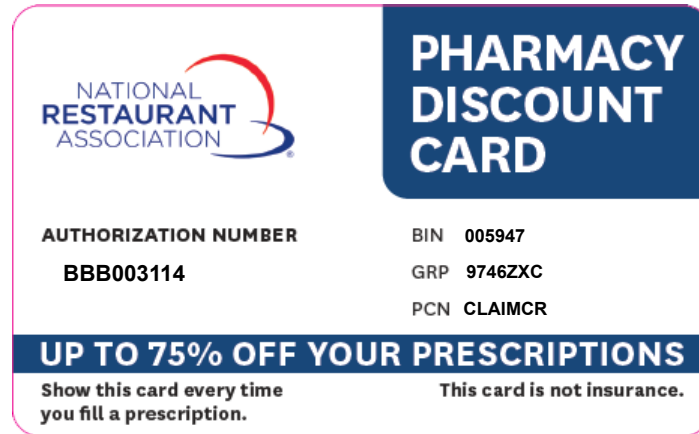 NATIONAL
RESTAURANT
ASSOCIATION
®
PHARMACY
DISCOUNT
CARD
AUTHORIZATION NUMBER
BBB003114
BIN 005947
GRP 9746ZXC
PCN CLAIMCR
UP TO 75% OFF YOUR PRESCRIPTIONS
Show this card every time
you fill a prescription.
This card is not insurance.